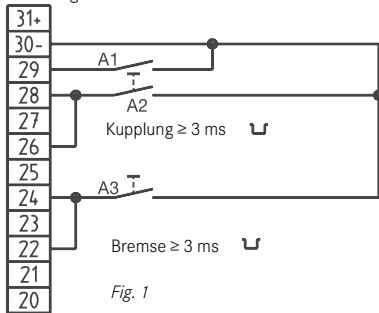 31+
30-
29
28
27
26
25
24
23
22
21
20
A1
A2
Kupplung ≥ 3 ms
A3
Bremse ≥ 3 ms
Fig. 1